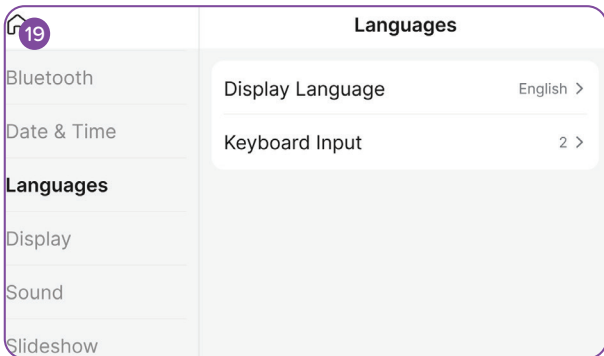 19
Languages
Bluetooth
Date & Time
Languages
Display
Sound
Slideshow
Display Language English >
Keyboard Input 2 >